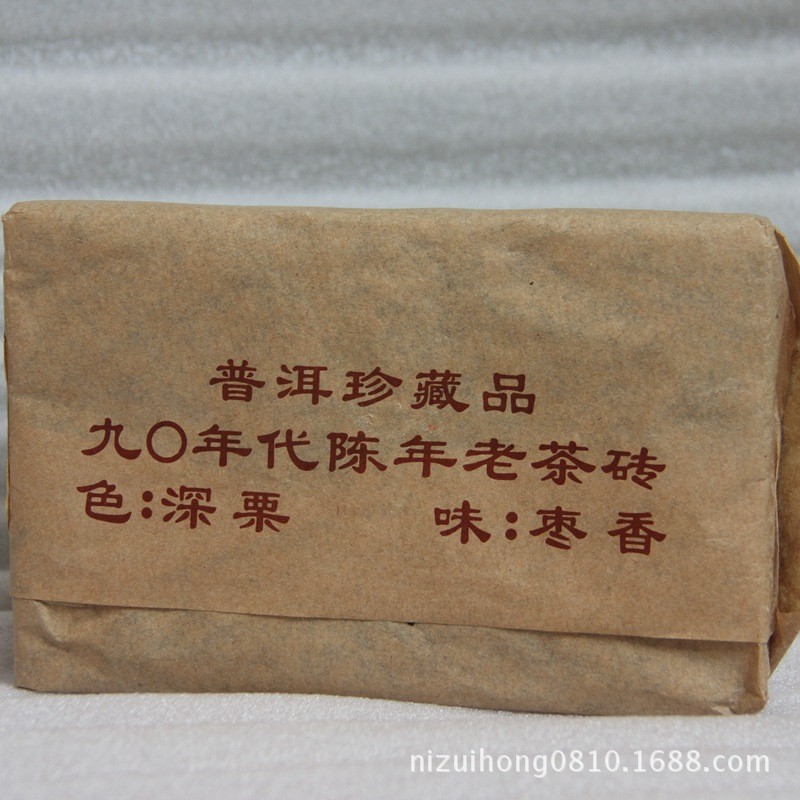 普洱珍藏品
九〇年代陈年老茶砖
色:深栗 味:枣香
nizuihong0810.1688.com